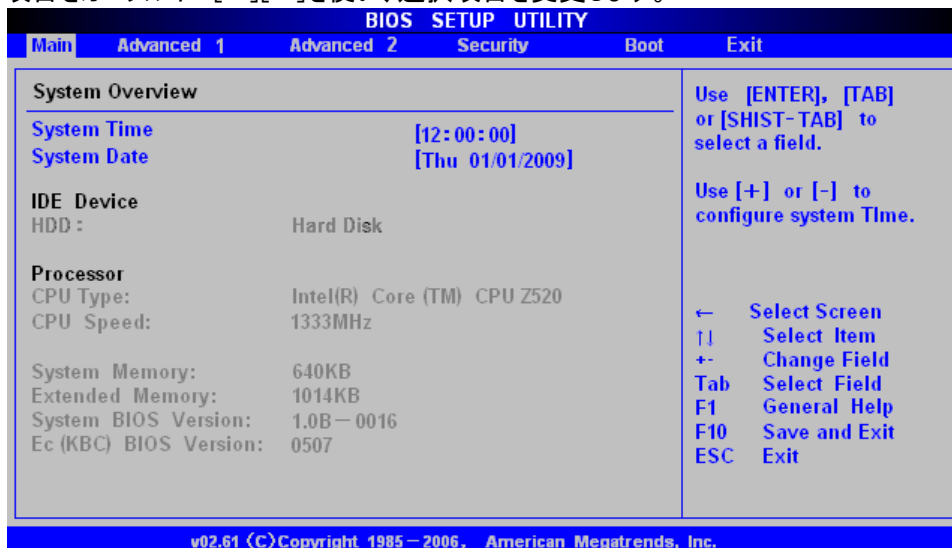 BIOS SETUP UTILITY
Main Advanced 1 Advanced 2 Security Boot Exit
System Overview
System Time [12:00:00]
System Date [Thu 01/01/2009]
IDE Device
HDD: Hard Disk
Processor
CPU Type: Intel(R) Core (TM) CPU Z520
CPU Speed: 1333MHz
System Memory: 640KB
Extended Memory: 1014KB
System BIOS Version: 1.0B-0016
Ec (KBC) BIOS Version: 0507
Use [ENTER], [TAB]
or [SHIST-TAB] to
select a field.
Use [+] or [-] to
configure system TIme.
← Select Screen
↑↓ Select Item
+- Change Field
Tab Select Field
F1 General Help
F10 Save and Exit
ESC Exit
v02.61 (C)Copyright 1985-2006, American Megatrends, Inc.